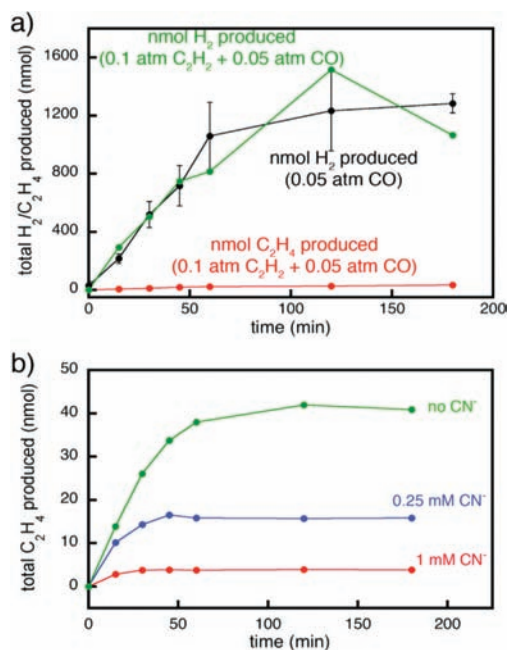 a)
nmol H₂ produced
(0.1 atm C₂H₂ + 0.05 atm CO)
total H₂/C₂H₄ produced (nmol)
1600
1200
800
400
0
nmol H₂ produced
(0.05 atm CO)
nmol C₂H₄ produced
(0.1 atm C₂H₂ + 0.05 atm CO)
0 50 100 150 200
time (min)
b)
total C₂H₄ produced (nmol)
50
40
30
20
10
0
no CN⁻
0.25 mM CN⁻
1 mM CN⁻
0 50 100 150 200
time (min)